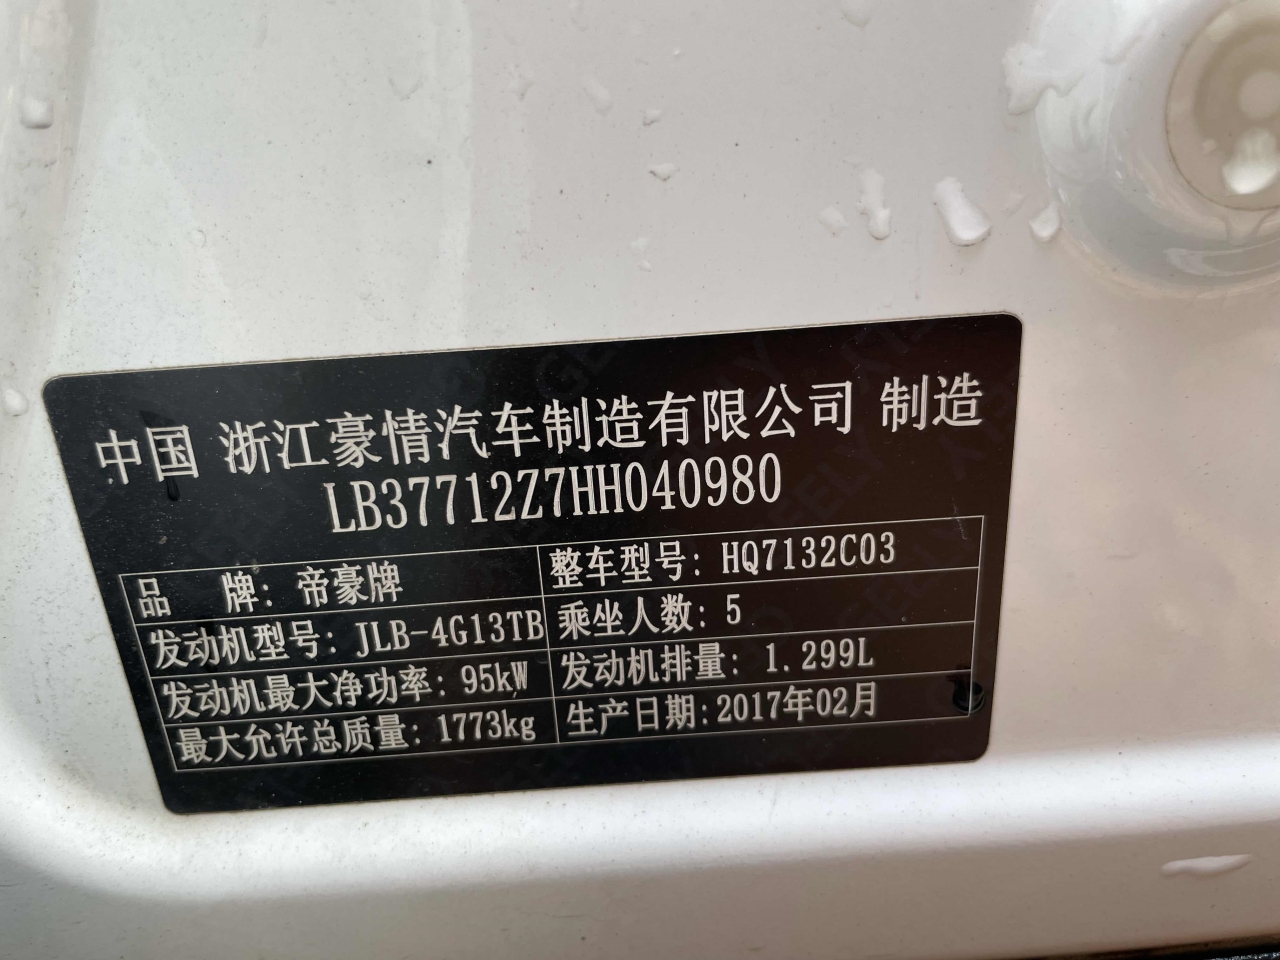 中国 浙江豪情汽车制造有限公司 制造
LB37712Z7HH040980
品 牌: 帝豪牌 整车型号: HQ7132C03
发动机型号: JLB-4G13TB 乘坐人数: 5
发动机最大净功率: 95kW 发动机排量: 1.299L
最大允许总质量: 1773kg 生产日期: 2017年02月